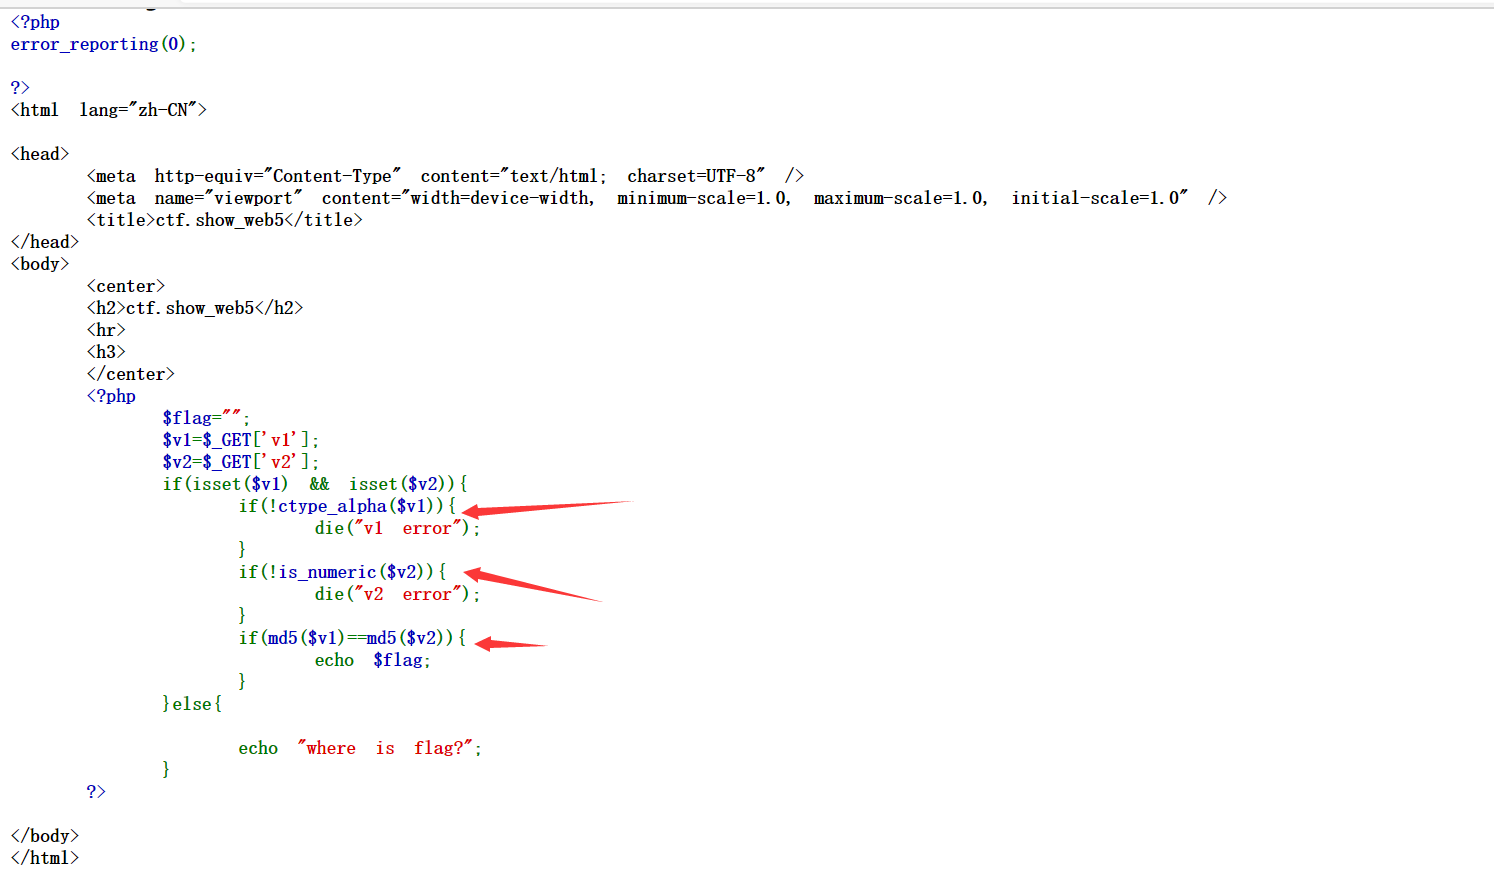 <?php
error_reporting(0);
?>
<html lang="zh-CN">
<head>
<meta http-equiv="Content-Type" content="text/html; charset=UTF-8" />
<meta name="viewport" content="width=device-width, minimum-scale=1.0, maximum-scale=1.0, initial-scale=1.0" />
<title>ctf.show_web5</title>
</head>
<body>
<center>
<h2>ctf.show_web5</h2>
<hr>
<h3>
</center>
<?php
$flag="";
$v1=$_GET['v1'];
$v2=$_GET['v2'];
if(isset($v1) && isset($v2)){
if(!ctype_alpha($v1)){
die("v1 error");
}
if(!is_numeric($v2)){
die("v2 error");
}
if(md5($v1)==md5($v2)){
echo $flag;
}
}else{
echo "where is flag?";
}
?>
</body>
</html>